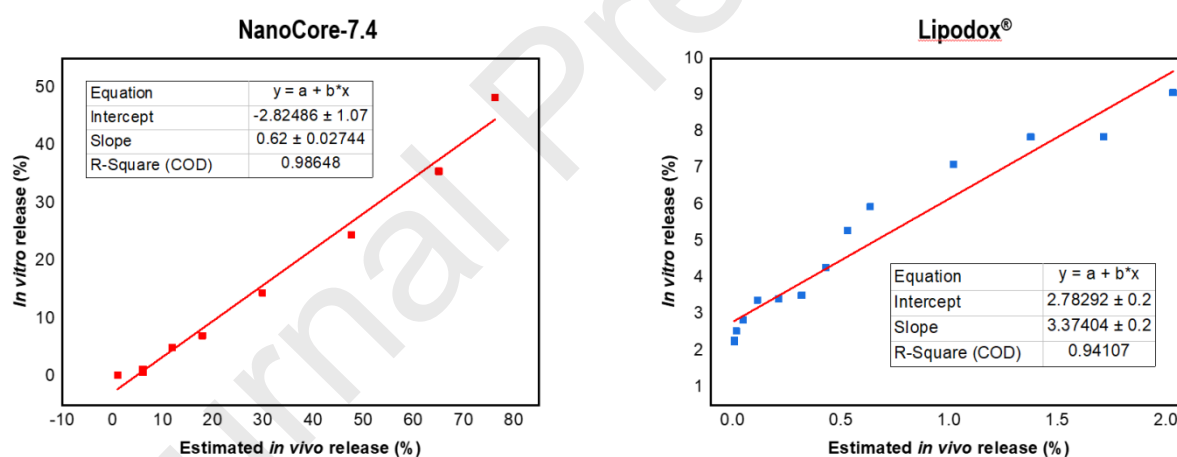 NanoCore-7.4
Equation y = a + b*x
Intercept -2.82486 ± 1.07
Slope 0.62 ± 0.02744
R-Square (COD) 0.98648
50
40
30
20
10
0
In vitro release (%)
-10 0 10 20 30 40 50 60 70 80
Estimated in vivo release (%)
Lipodox®
10
9
8
7
6
5
4
3
2
1
In vitro release (%)
Equation y = a + b*x
Intercept 2.78292 ± 0.2
Slope 3.37404 ± 0.2
R-Square (COD) 0.94107
0.0 0.5 1.0 1.5 2.0
Estimated in vivo release (%)
urnal Pre